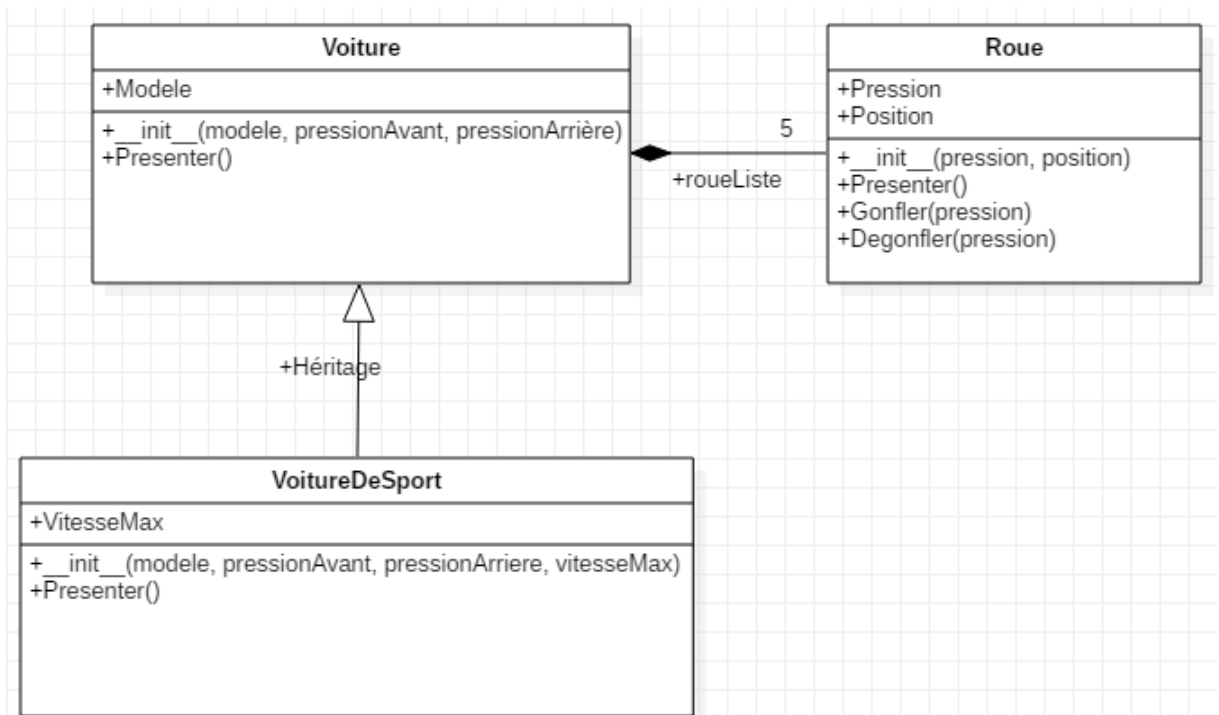 Voiture
+Modele
+__init__(modele, pressionAvant, pressionArrière)
+Presenter()
Roue
+Pression
+Position
+__init__(pression, position)
+Presenter()
+Gonfler(pression)
+Degonfler(pression)
5
+roueListe
+Héritage
VoitureDeSport
+VitesseMax
+__init__(modele, pressionAvant, pressionArriere, vitesseMax)
+Presenter()